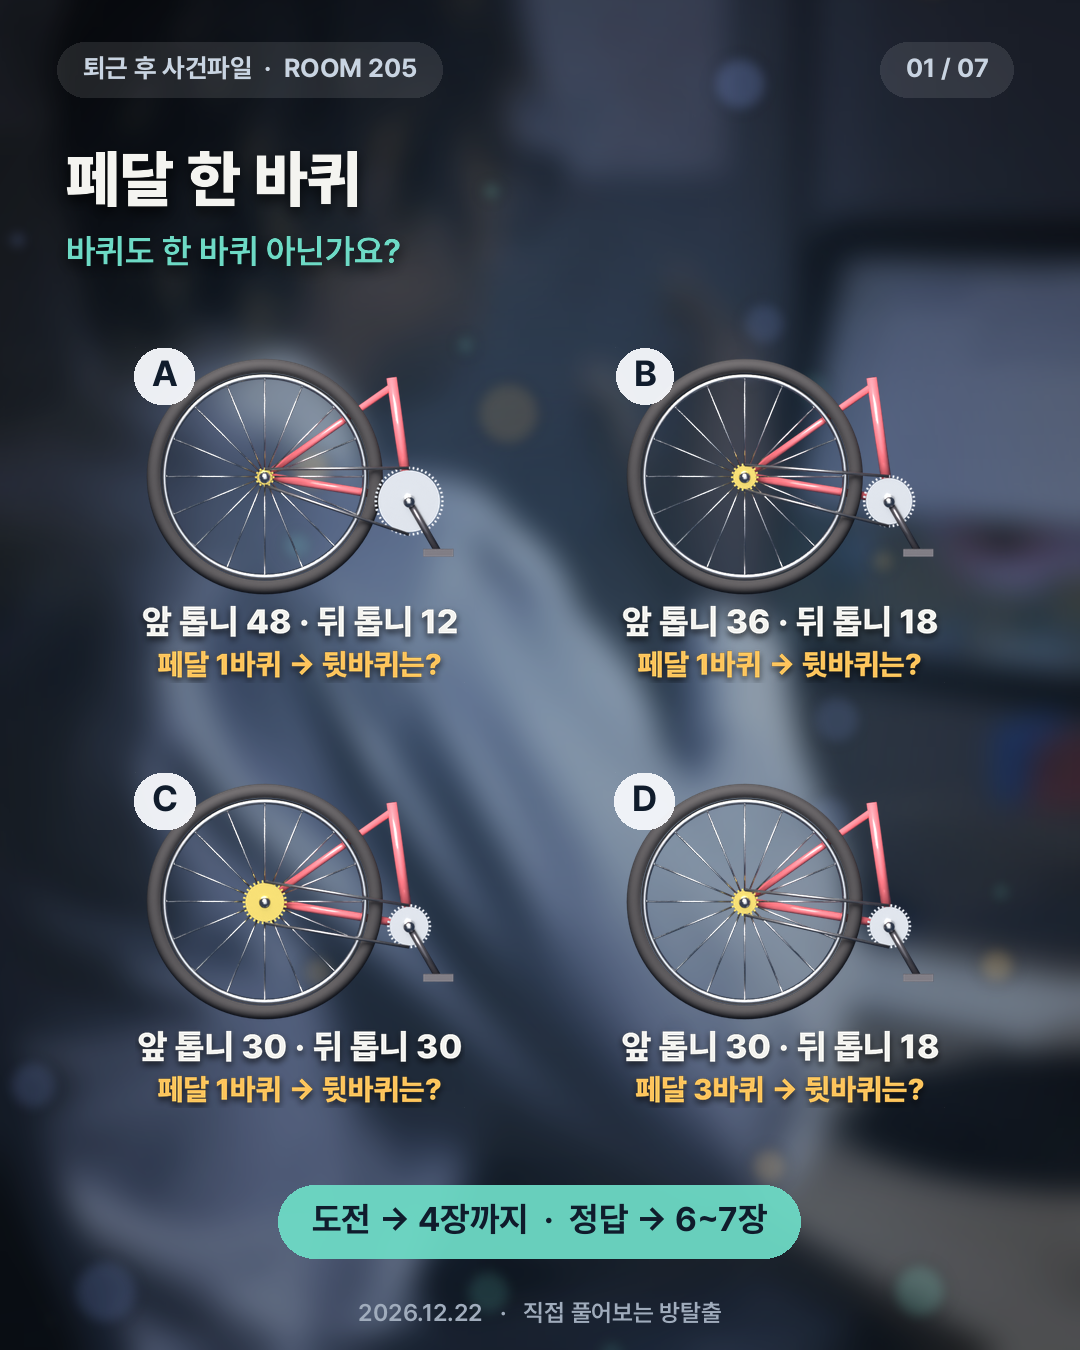 퇴근 후 사건파일 · ROOM 205
01 / 07
페달 한 바퀴
바퀴도 한 바퀴 아닌가요?
A
B
앞 톱니 48 · 뒤 톱니 12
페달 1바퀴 → 뒷바퀴는?
앞 톱니 36 · 뒤 톱니 18
페달 1바퀴 → 뒷바퀴는?
C
D
앞 톱니 30 · 뒤 톱니 30
페달 1바퀴 → 뒷바퀴는?
앞 톱니 30 · 뒤 톱니 18
페달 3바퀴 → 뒷바퀴는?
도전 → 4장까지 · 정답 → 6~7장
2026.12.22 · 직접 풀어보는 방탈출